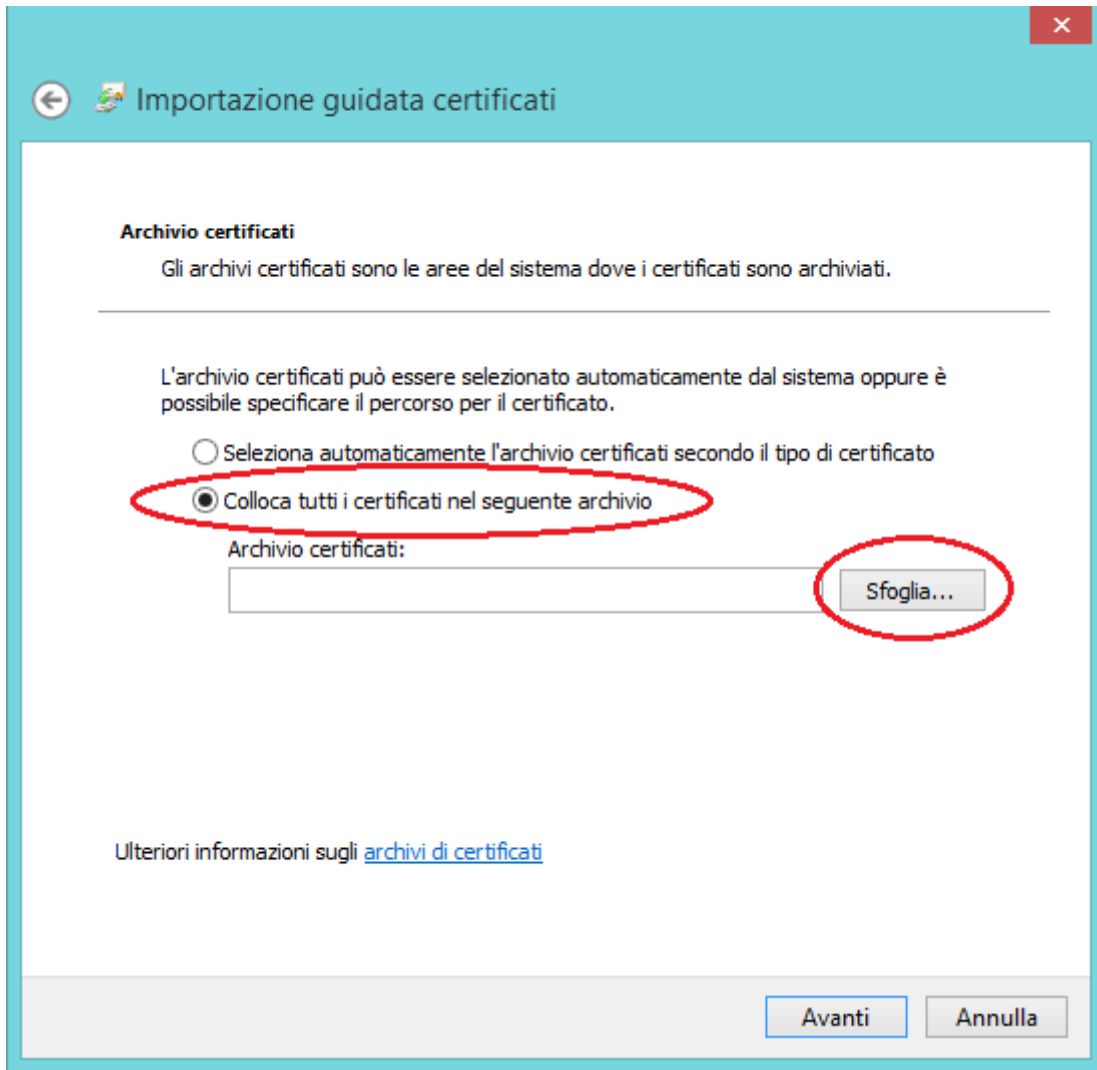 Importazione guidata certificati
Archivio certificati
Gli archivi certificati sono le aree del sistema dove i certificati sono archiviati.
L'archivio certificati può essere selezionato automaticamente dal sistema oppure è
possibile specificare il percorso per il certificato.
Seleziona automaticamente l'archivio certificati secondo il tipo di certificato
Colloca tutti i certificati nel seguente archivio
Archivio certificati:
Sfoglia...
Ulteriori informazioni sugli archivi di certificati
Avanti Annulla